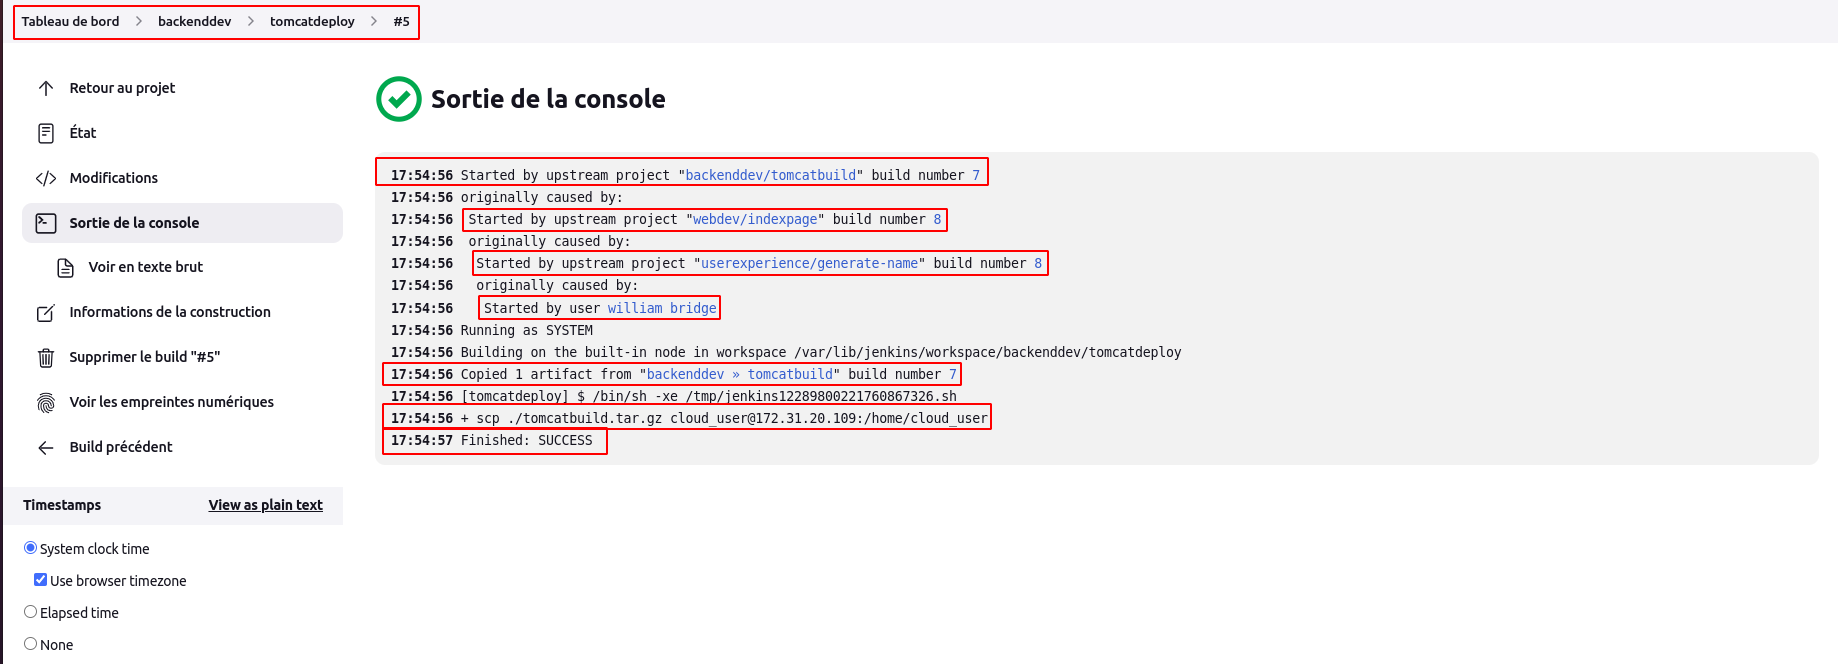 Tableau de bord > backenddev > tomcatdeploy > #5
Retour au projet
État
Modifications
Sortie de la console
Voir en texte brut
Informations de la construction
Supprimer le build "#5"
Voir les empreintes numériques
Build précédent
Timestamps View as plain text
System clock time
Use browser timezone
Elapsed time
None
Sortie de la console
17:54:56 Started by upstream project "backenddev/tomcatbuild" build number 7
17:54:56 originally caused by:
17:54:56 Started by upstream project "webdev/indexpage" build number 8
17:54:56 originally caused by:
17:54:56 Started by upstream project "userexperience/generate-name" build number 8
17:54:56 originally caused by:
17:54:56 Started by user william bridge
17:54:56 Running as SYSTEM
17:54:56 Building on the built-in node in workspace /var/lib/jenkins/workspace/backenddev/tomcatdeploy
17:54:56 Copied 1 artifact from "backenddev » tomcatbuild" build number 7
17:54:56 [tomcatdeploy] $ /bin/sh -xe /tmp/jenkins12289800221760867326.sh
17:54:56 + scp ./tomcatbuild.tar.gz cloud_user@172.31.20.109:/home/cloud_user
17:54:57 Finished: SUCCESS